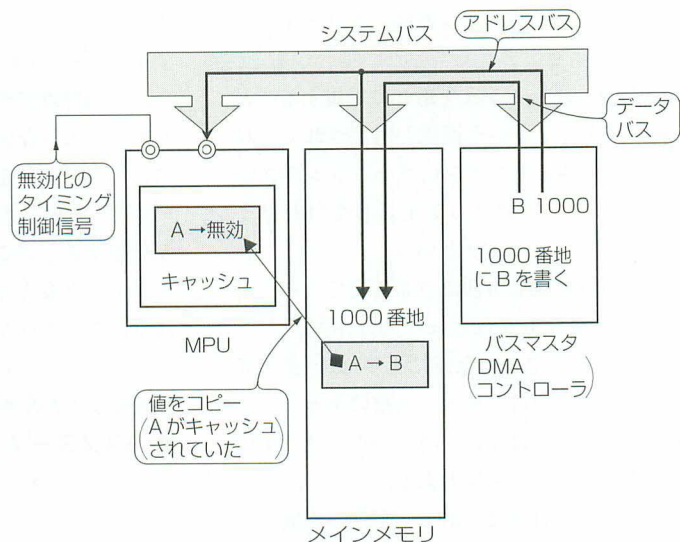 システムバス
アドレスバス
データ
バス
無効化の
タイミング
制御信号
A→無効
キャッシュ
MPU
1000番地
A→B
B 1000
1000番地
にBを書く
バスマスタ
(DMA
コントローラ)
値をコピー
(Aがキャッシュ
されていた)
メインメモリ